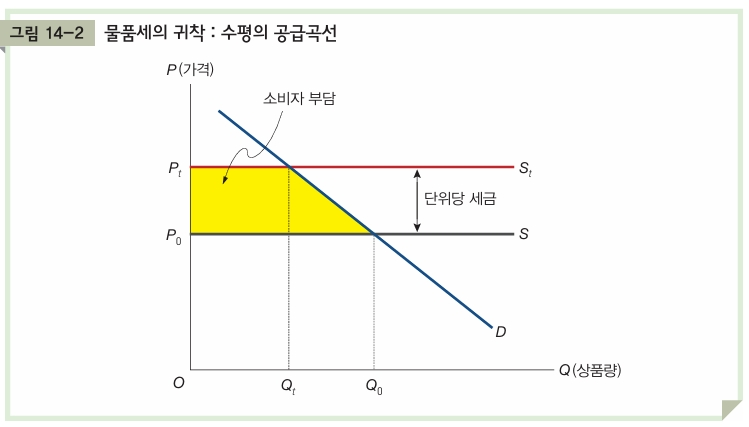 그림 14-2 물품세의 귀착 : 수평의 공급곡선
P(가격)
소비자 부담
Pt
St
단위당 세금
P0
S
D
O
Qt
Q0
Q(상품량)